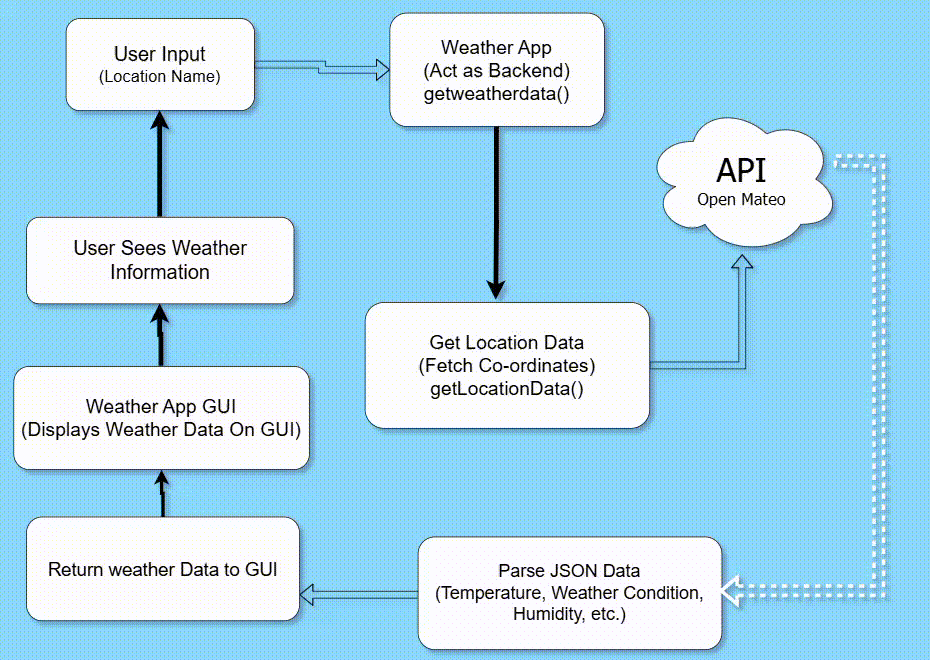 User Input
(Location Name)
Weather App
(Act as Backend)
getweatherdata()
API
Open Mateo
User Sees Weather
Information
Get Location Data
(Fetch Co-ordinates)
getLocationData()
Weather App GUI
(Displays Weather Data On GUI)
Return weather Data to GUI
Parse JSON Data
(Temperature, Weather Condition,
Humidity, etc.)